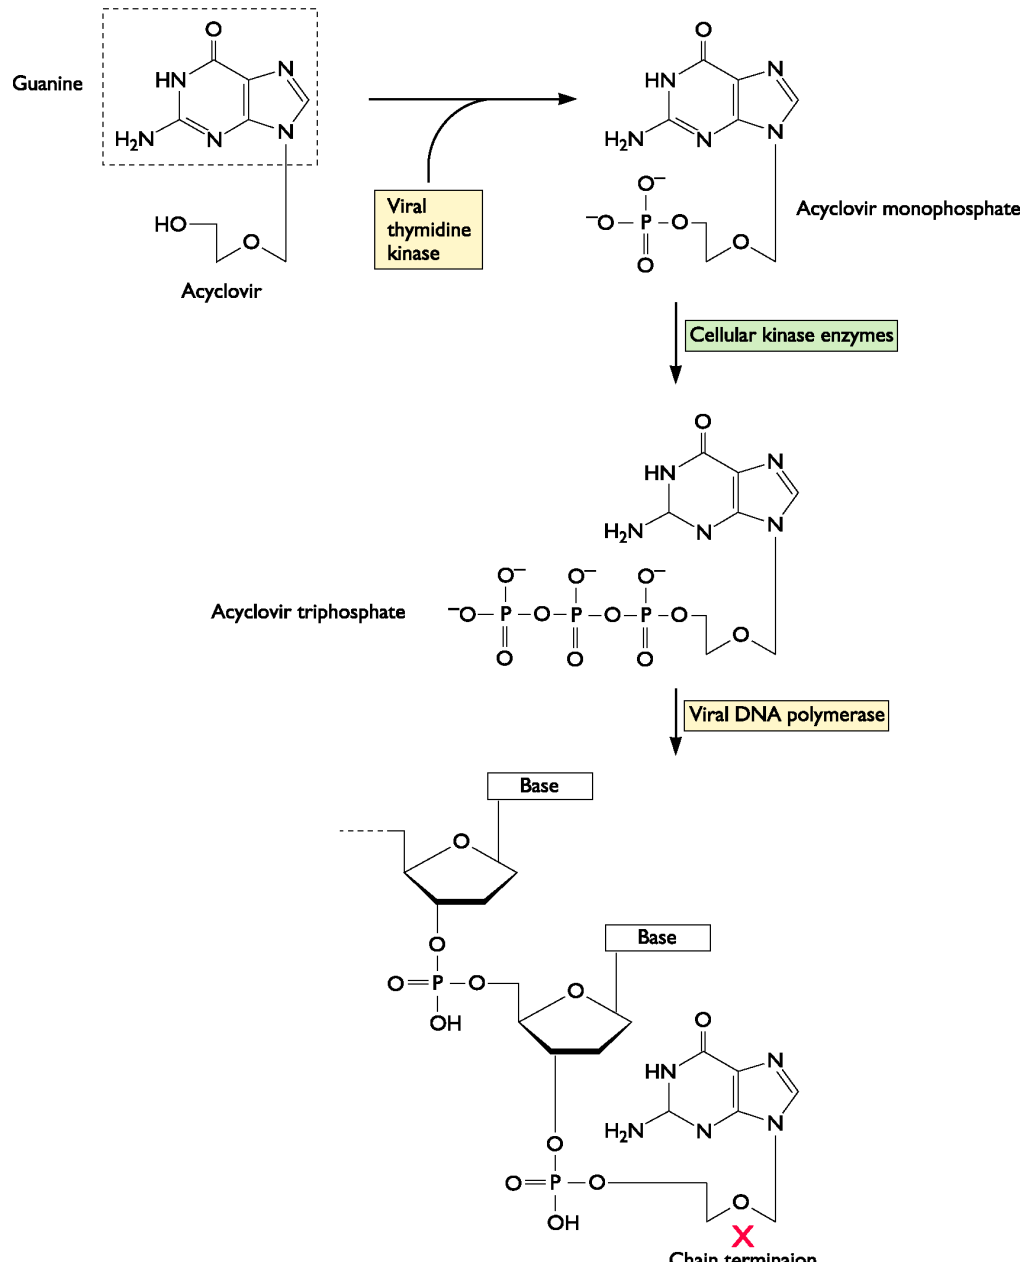 Guanine
O
HN
N
H₂N
N
N
HO
O
Acyclovir
Viral
thymidine
kinase
O
HN
N
H₂N
N
N
O⁻
⁻O P O
O
O
Acyclovir monophosphate
Cellular kinase enzymes
O
HN
N
H₂N
N
N
Acyclovir triphosphate
O⁻ O⁻ O⁻
⁻O P O P O P O
O
O O O
Viral DNA polymerase
Base
O
O
O P O
OH
Base
O
O
HN
N
H₂N
N
N
O
O P O
OH
O
X
Chain terminaion